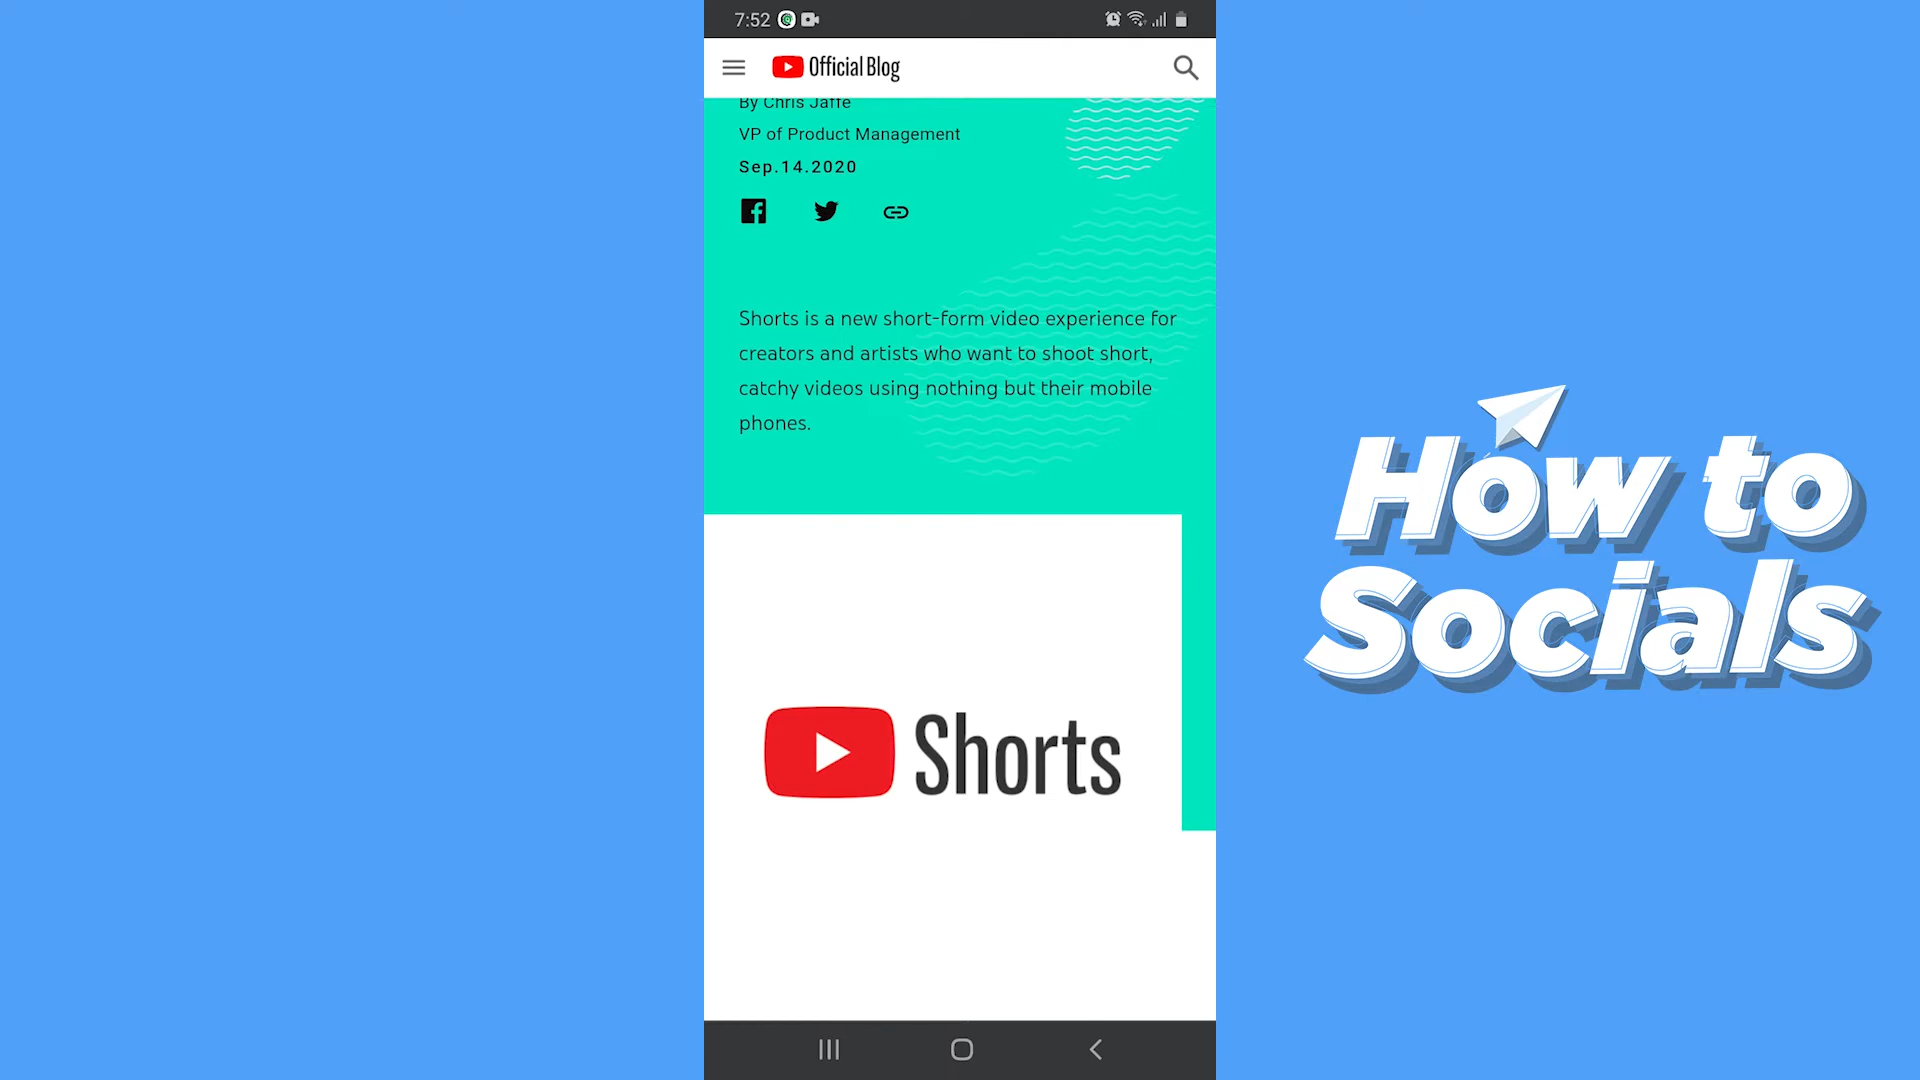 7:52
Official Blog
By Chris Jaffe
VP of Product Management
Sep.14.2020
Shorts is a new short-form video experience for
creators and artists who want to shoot short,
catchy videos using nothing but their mobile
phones.
Shorts
How to
Socials